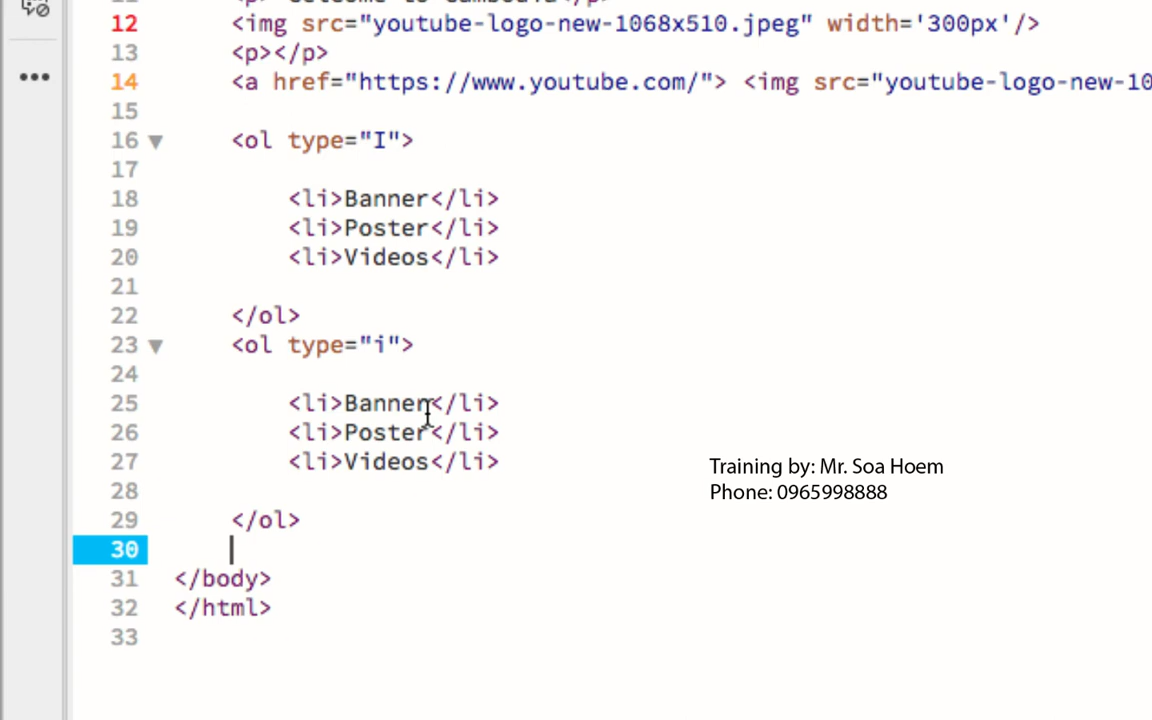 12 <img src="youtube-logo-new-1068x510.jpeg" width='300px'/>
13 <p></p>
14 <a href="https://www.youtube.com/"> <img src="youtube-logo-new-10
15
16 <ol type="I">
17
18 <li>Banner</li>
19 <li>Poster</li>
20 <li>Videos</li>
21
22 </ol>
23 <ol type="i">
24
25 <li>Banner</li>
26 <li>Poster</li>
27 <li>Videos</li>
28
29 </ol>
30
31 </body>
32 </html>
33
Training by: Mr. Soa Hoem
Phone: 0965998888